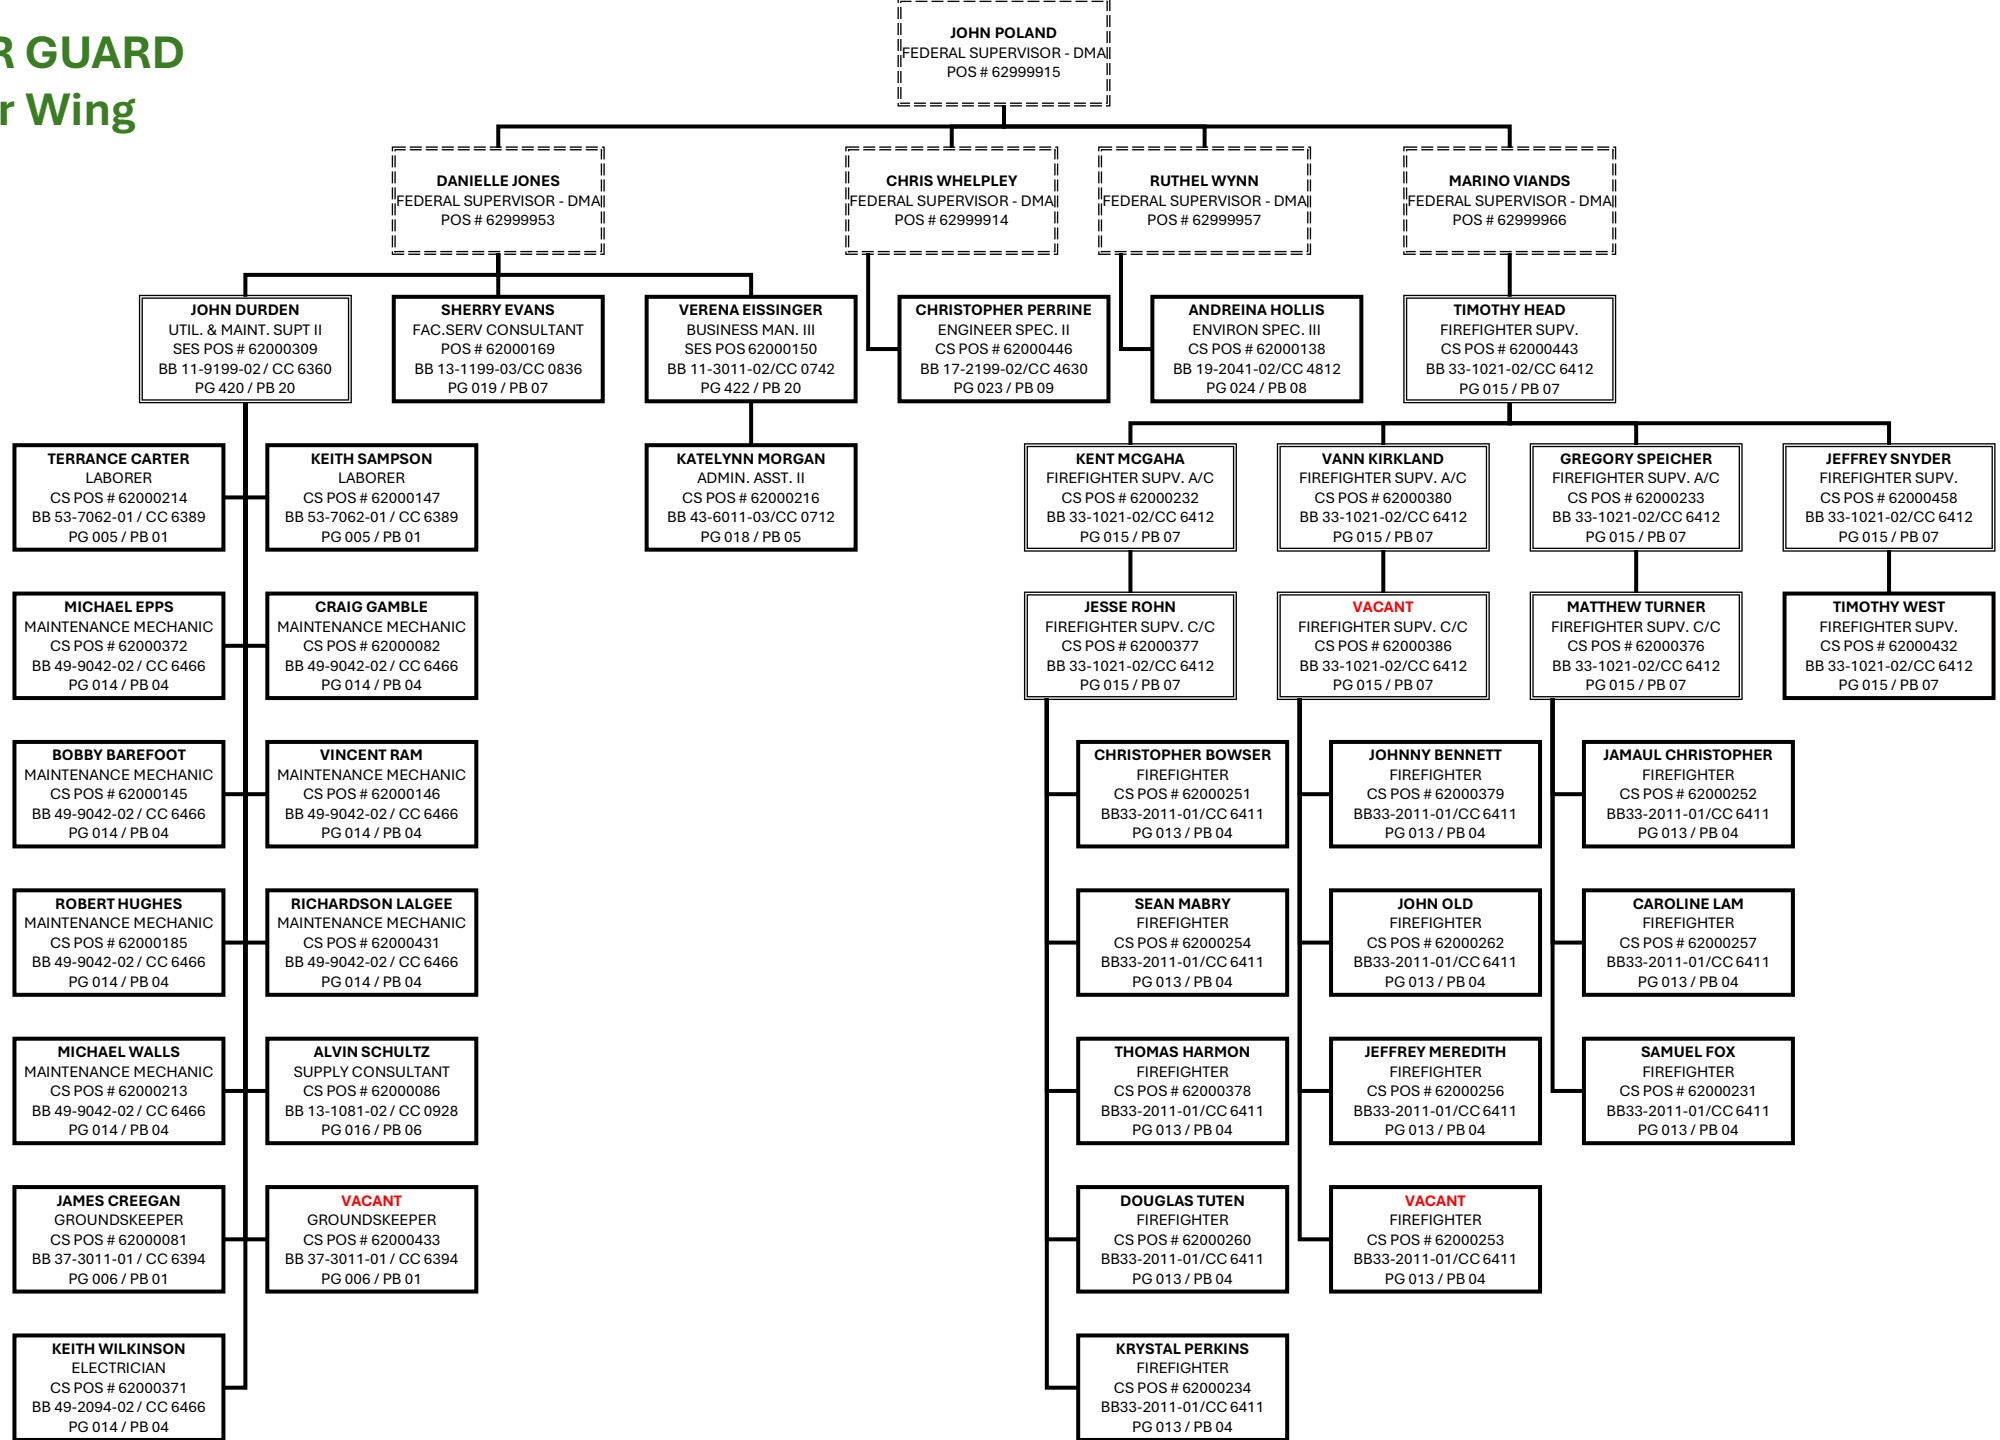 R GUARD
r Wing
JOHN POLAND
FEDERAL SUPERVISOR - DMA
POS # 62999915
DANIELLE JONES
FEDERAL SUPERVISOR - DMA
POS # 62999953
CHRIS WHELPLEY
FEDERAL SUPERVISOR - DMA
POS # 62999914
RUTHEL WYNN
FEDERAL SUPERVISOR - DMA
POS # 62999957
MARINO VIANDS
FEDERAL SUPERVISOR - DMA
POS # 62999966
JOHN DURDEN
UTIL. & MAINT. SUPT II
SES POS # 62000309
BB 11-9199-02 / CC 6360
PG 420 / PB 20
SHERRY EVANS
FAC.SERV CONSULTANT
POS # 62000169
BB 13-1199-03/CC 0836
PG 019 / PB 07
VERENA EISSINGER
BUSINESS MAN. III
SES POS 62000150
BB 11-3011-02/CC 0742
PG 422 / PB 20
CHRISTOPHER PERRINE
ENGINEER SPEC. II
CS POS # 62000446
BB 17-2199-02/CC 4630
PG 023 / PB 09
ANDREINA HOLLIS
ENVIRON SPEC. III
CS POS # 62000138
BB 19-2041-02/CC 4812
PG 024 / PB 08
TIMOTHY HEAD
FIREFIGHTER SUPV.
CS POS # 62000443
BB 33-1021-02/CC 6412
PG 015 / PB 07
TERRANCE CARTER
LABORER
CS POS # 62000214
BB 53-7062-01 / CC 6389
PG 005 / PB 01
KEITH SAMPSON
LABORER
CS POS # 62000147
BB 53-7062-01 / CC 6389
PG 005 / PB 01
KATELYNN MORGAN
ADMIN. ASST. II
CS POS # 62000216
BB 43-6011-03/CC 0712
PG 018 / PB 05
KENT MCGAHA
FIREFIGHTER SUPV. A/C
CS POS # 62000232
BB 33-1021-02/CC 6412
PG 015 / PB 07
VANN KIRKLAND
FIREFIGHTER SUPV. A/C
CS POS # 62000380
BB 33-1021-02/CC 6412
PG 015 / PB 07
GREGORY SPEICHER
FIREFIGHTER SUPV. A/C
CS POS # 62000233
BB 33-1021-02/CC 6412
PG 015 / PB 07
JEFFREY SNYDER
FIREFIGHTER SUPV.
CS POS # 62000458
BB 33-1021-02/CC 6412
PG 015 / PB 07
MICHAEL EPPS
MAINTENANCE MECHANIC
CS POS # 62000372
BB 49-9042-02 / CC 6466
PG 014 / PB 04
CRAIG GAMBLE
MAINTENANCE MECHANIC
CS POS # 62000082
BB 49-9042-02 / CC 6466
PG 014 / PB 04
JESSE ROHN
FIREFIGHTER SUPV. C/C
CS POS # 62000377
BB 33-1021-02/CC 6412
PG 015 / PB 07
VACANT
FIREFIGHTER SUPV. C/C
CS POS # 62000386
BB 33-1021-02/CC 6412
PG 015 / PB 07
MATTHEW TURNER
FIREFIGHTER SUPV. C/C
CS POS # 62000376
BB 33-1021-02/CC 6412
PG 015 / PB 07
TIMOTHY WEST
FIREFIGHTER SUPV.
CS POS # 62000432
BB 33-1021-02/CC 6412
PG 015 / PB 07
BOBBY BAREFOOT
MAINTENANCE MECHANIC
CS POS # 62000145
BB 49-9042-02 / CC 6466
PG 014 / PB 04
VINCENT RAM
MAINTENANCE MECHANIC
CS POS # 62000146
BB 49-9042-02 / CC 6466
PG 014 / PB 04
CHRISTOPHER BOWSER
FIREFIGHTER
CS POS # 62000251
BB33-2011-01/CC 6411
PG 013 / PB 04
JOHNNY BENNETT
FIREFIGHTER
CS POS # 62000379
BB33-2011-01/CC 6411
PG 013 / PB 04
JAMAUL CHRISTOPHER
FIREFIGHTER
CS POS # 62000252
BB33-2011-01/CC 6411
PG 013 / PB 04
ROBERT HUGHES
MAINTENANCE MECHANIC
CS POS # 62000185
BB 49-9042-02 / CC 6466
PG 014 / PB 04
RICHARDSON LALGEE
MAINTENANCE MECHANIC
CS POS # 62000431
BB 49-9042-02 / CC 6466
PG 014 / PB 04
SEAN MABRY
FIREFIGHTER
CS POS # 62000254
BB33-2011-01/CC 6411
PG 013 / PB 04
JOHN OLD
FIREFIGHTER
CS POS # 62000262
BB33-2011-01/CC 6411
PG 013 / PB 04
CAROLINE LAM
FIREFIGHTER
CS POS # 62000257
BB33-2011-01/CC 6411
PG 013 / PB 04
MICHAEL WALLS
MAINTENANCE MECHANIC
CS POS # 62000213
BB 49-9042-02 / CC 6466
PG 014 / PB 04
ALVIN SCHULTZ
SUPPLY CONSULTANT
CS POS # 62000086
BB 13-1081-02 / CC 0928
PG 016 / PB 06
THOMAS HARMON
FIREFIGHTER
CS POS # 62000378
BB33-2011-01/CC 6411
PG 013 / PB 04
JEFFREY MEREDITH
FIREFIGHTER
CS POS # 62000256
BB33-2011-01/CC 6411
PG 013 / PB 04
SAMUEL FOX
FIREFIGHTER
CS POS # 62000231
BB33-2011-01/CC 6411
PG 013 / PB 04
JAMES CREEGAN
GROUNDSKEEPER
CS POS # 62000081
BB 37-3011-01 / CC 6394
PG 006 / PB 01
VACANT
GROUNDSKEEPER
CS POS # 62000433
BB 37-3011-01 / CC 6394
PG 006 / PB 01
DOUGLAS TUTEN
FIREFIGHTER
CS POS # 62000260
BB33-2011-01/CC 6411
PG 013 / PB 04
VACANT
FIREFIGHTER
CS POS # 62000253
BB33-2011-01/CC 6411
PG 013 / PB 04
KEITH WILKINSON
ELECTRICIAN
CS POS # 62000371
BB 49-2094-02 / CC 6466
PG 014 / PB 04
KRYSTAL PERKINS
FIREFIGHTER
CS POS # 62000234
BB33-2011-01/CC 6411
PG 013 / PB 04